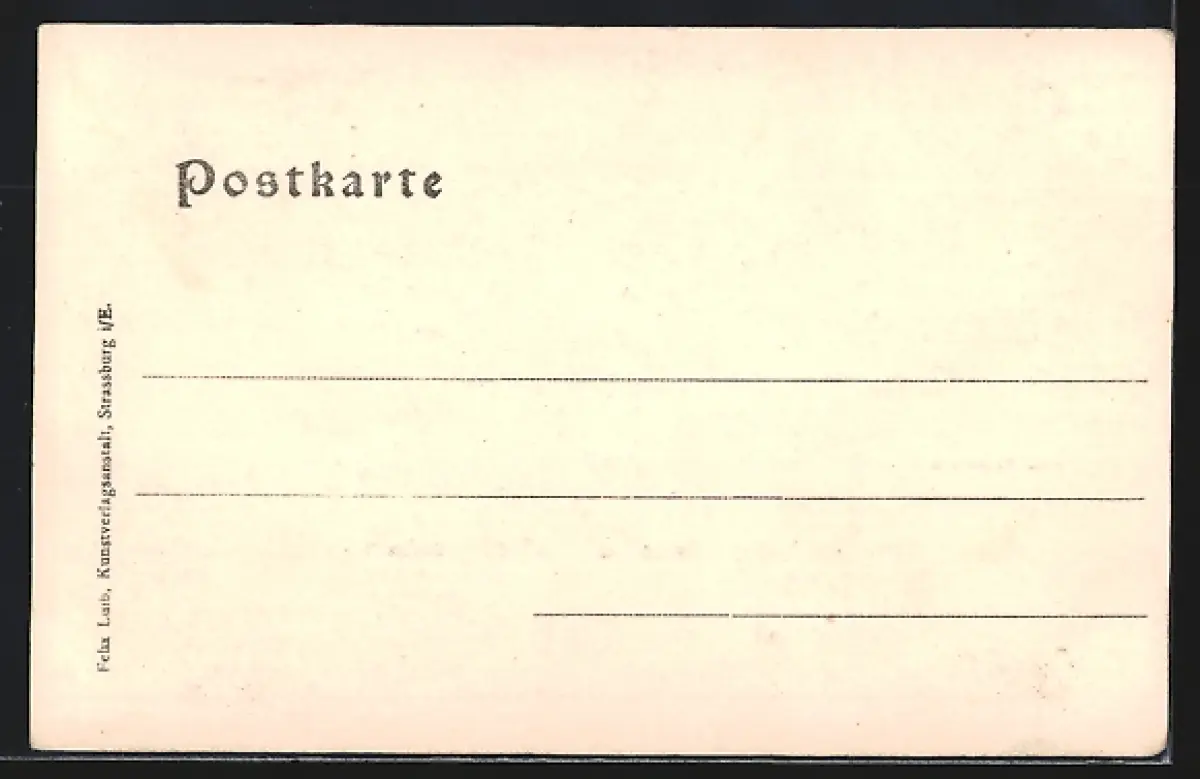 Postkarte
Felix Luib, Kunstverlagsanstalt, Strassburg i/E.